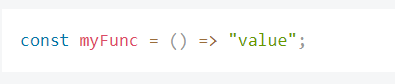 const myFunc = () => "value";